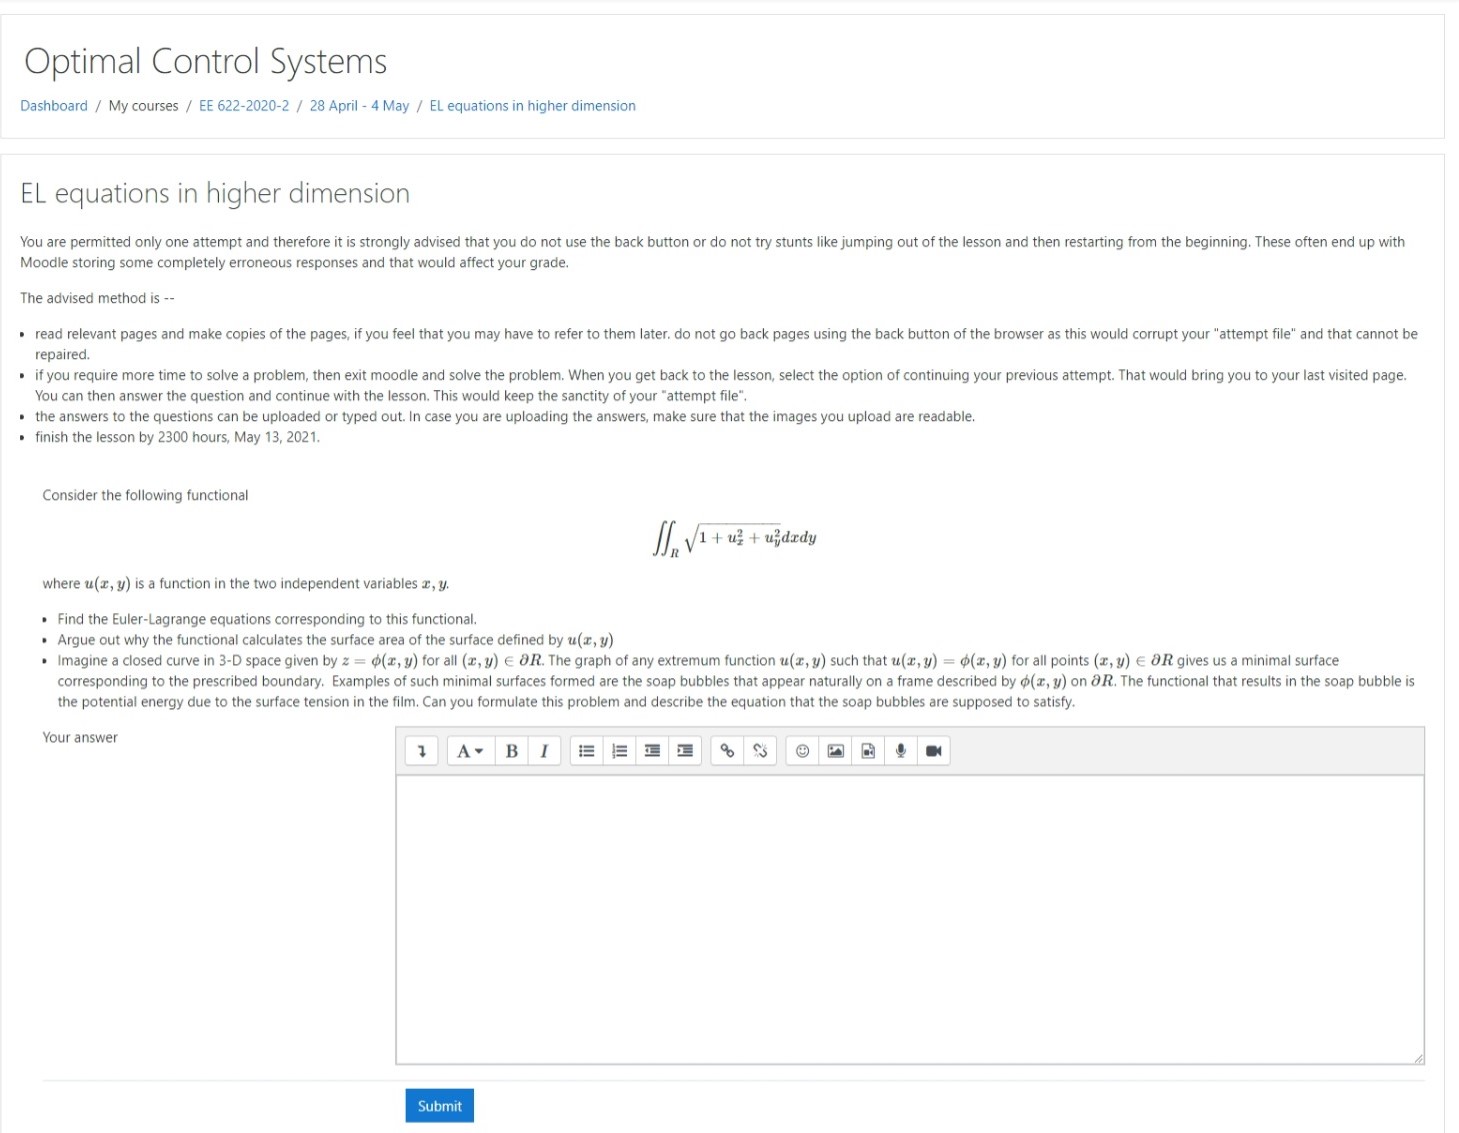 Optimal Control Systems
Dashboard / My courses / EE 622-2020-2 / 28 April - 4 May / EL equations in higher dimension
EL equations in higher dimension
You are permitted only one attempt and therefore it is strongly advised that you do not use the back button or do not try stunts like jumping out of the lesson and then restarting from the beginning. These often end up with
Moodle storing some completely erroneous responses and that would affect your grade.
The advised method is --
• read relevant pages and make copies of the pages, if you feel that you may have to refer to them later. do not go back pages using the back button of the browser as this would corrupt your "attempt file" and that cannot be
repaired.
• if you require more time to solve a problem, then exit moodle and solve the problem. When you get back to the lesson, select the option of continuing your previous attempt. That would bring you to your last visited page.
You can then answer the question and continue with the lesson. This would keep the sanctity of your "attempt file".
• the answers to the questions can be uploaded or typed out. In case you are uploading the answers, make sure that the images you upload are readable.
• finish the lesson by 2300 hours, May 13, 2021.
Consider the following functional
∬_R √(1 + u_x^2 + u_y^2) dxdy
where u(x, y) is a function in the two independent variables x, y.
• Find the Euler-Lagrange equations corresponding to this functional.
• Argue out why the functional calculates the surface area of the surface defined by u(x, y)
• Imagine a closed curve in 3-D space given by z = ϕ(x, y) for all (x, y) ∈ ∂R. The graph of any extremum function u(x, y) such that u(x, y) = ϕ(x, y) for all points (x, y) ∈ ∂R gives us a minimal surface
corresponding to the prescribed boundary. Examples of such minimal surfaces formed are the soap bubbles that appear naturally on a frame described by ϕ(x, y) on ∂R. The functional that results in the soap bubble is
the potential energy due to the surface tension in the film. Can you formulate this problem and describe the equation that the soap bubbles are supposed to satisfy.
Your answer
A B I
Submit